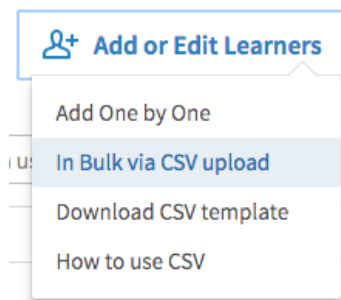 Add or Edit Learners
Add One by One
In Bulk via CSV upload
Download CSV template
How to use CSV